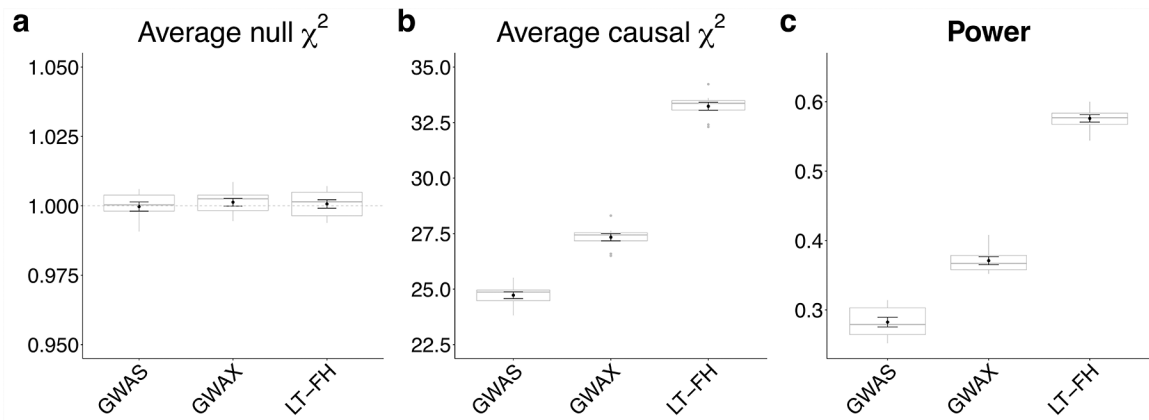 a Average null χ²
1.050
1.025
1.000
0.975
0.950
GWAS GWAX LT−FH
b Average causal χ²
35.0
32.5
30.0
27.5
25.0
22.5
GWAS GWAX LT−FH
c Power
0.6
0.5
0.4
0.3
GWAS GWAX LT−FH